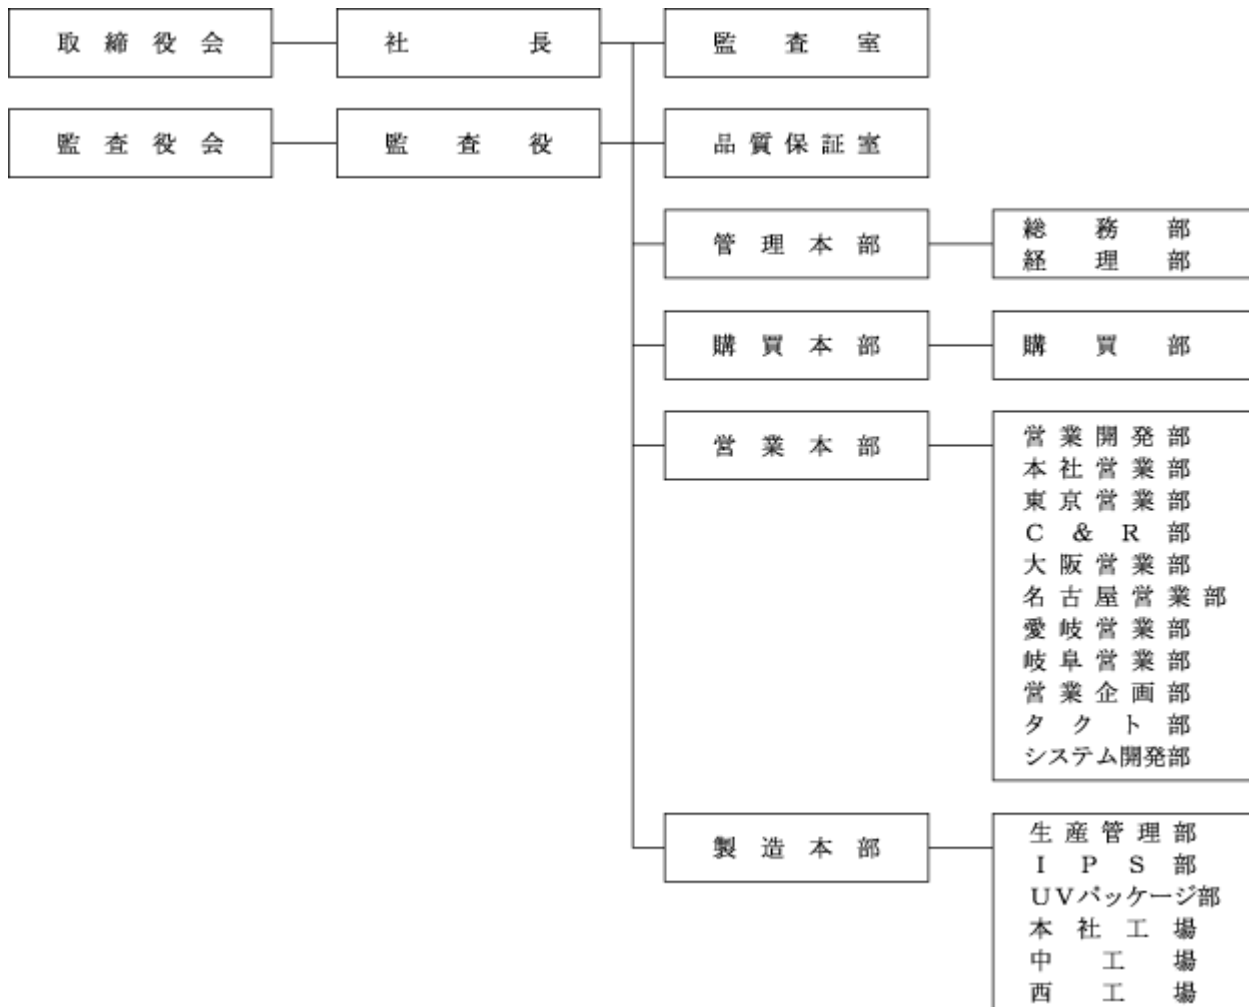 取締役会
社長
監査室
監査役会
監査役
品質保証室
管理本部
総務部
経理部
購買本部
購買部
営業本部
営業開発部
本社営業部
東京営業部
C&R部
大阪営業部
名古屋営業部
愛岐営業部
岐阜営業部
営業企画部
タクト部
システム開発部
製造本部
生産管理部
IPS部
UVパッケージ部
本社工場
中工場
西工場